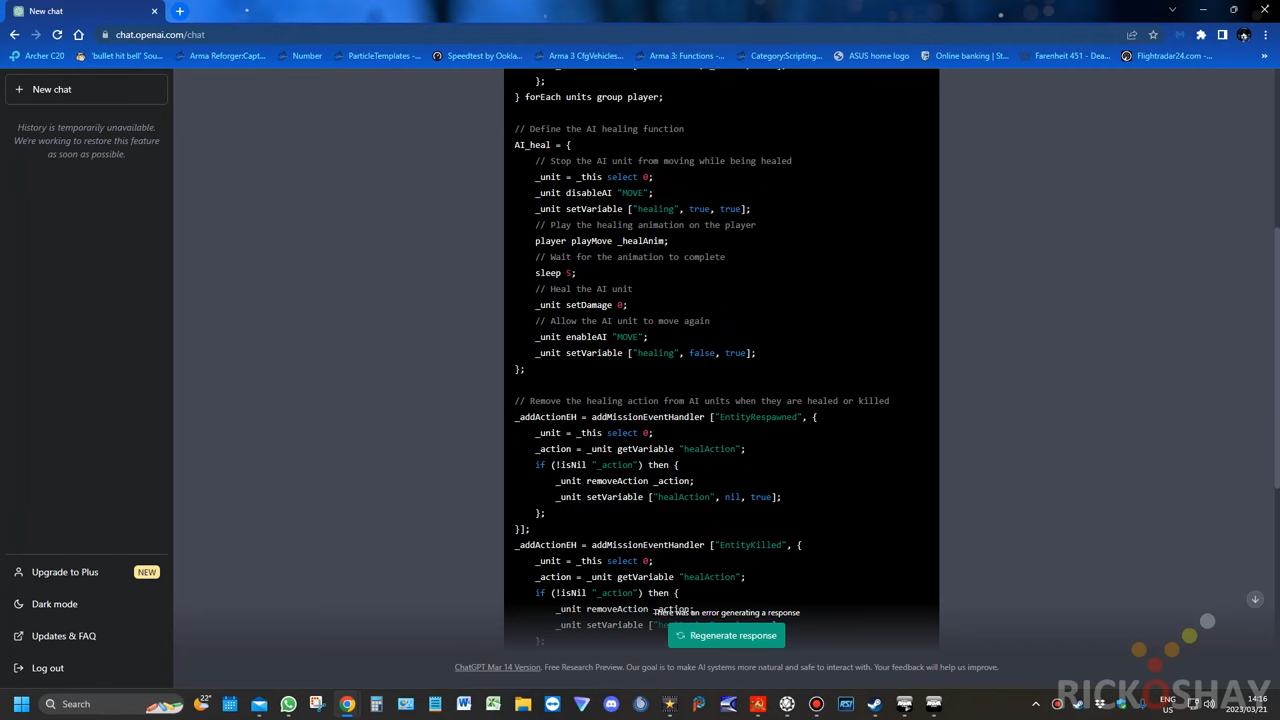 New chat
chat.openai.com/chat
Archer C20
'bullet hit bell' Sou...
Arma Reforger:Capt...
Number
ParticleTemplates -...
Speedtest by Ookla...
Arma 3 CfgVehicles...
Arma 3: Functions -...
Category:Scripting...
ASUS home logo
Online banking | St...
Farenheit 451 - Dea...
Flightradar24.com -...
New chat
History is temporarily unavailable.
We're working to restore this feature
as soon as possible.
};
} forEach units group player;
// Define the AI healing function
AI_heal = {
// Stop the AI unit from moving while being healed
_unit = _this select 0;
_unit disableAI "MOVE";
_unit setVariable ["healing", true, true];
// Play the healing animation on the player
player playMove _healAnim;
// Wait for the animation to complete
sleep 5;
// Heal the AI unit
_unit setDamage 0;
// Allow the AI unit to move again
_unit enableAI "MOVE";
_unit setVariable ["healing", false, true];
};
// Remove the healing action from AI units when they are healed or killed
_addActionEH = addMissionEventHandler ["EntityRespawned", {
_unit = _this select 0;
_action = _unit getVariable "healAction";
if (!isNil "_action") then {
_unit removeAction _action;
_unit setVariable ["healAction", nil, true];
};
}];
_addActionEH = addMissionEventHandler ["EntityKilled", {
_unit = _this select 0;
_action = _unit getVariable "healAction";
if (!isNil "_action") then {
_unit removeAction _action;
There was an error generating a response
_unit setVariable
};
Regenerate response
Upgrade to Plus
NEW
Dark mode
Updates & FAQ
Log out
ChatGPT Mar 14 Version. Free Research Preview. Our goal is to make AI systems more natural and safe to interact with. Your feedback will help us improve.
RICKOSHAY
Search
22°
ENG
US
14:16
2023/03/21